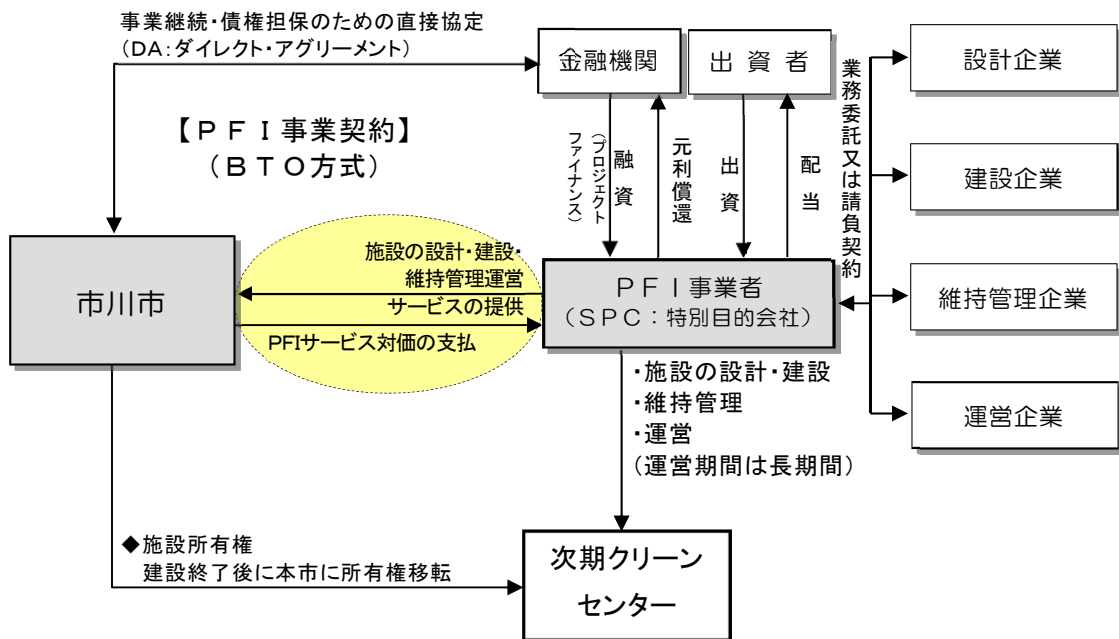 事業継続・債権担保のための直接協定
（DA：ダイレクト・アグリーメント）
金融機関
出 資 者
設計企業
【ＰＦＩ事業契約】
（ＢＴＯ方式）
融資
（プロジェクト
ファイナンス）
元利償還
出資
配当
業務委託又は請負契約
建設企業
市川市
施設の設計・建設・
維持管理運営
サービスの提供
PFIサービス対価の支払
ＰＦＩ事業者
（ＳＰＣ：特別目的会社）
維持管理企業
・施設の設計・建設
・維持管理
・運営
（運営期間は長期間）
運営企業
◆施設所有権
建設終了後に本市に所有権移転
次期クリーン
センター